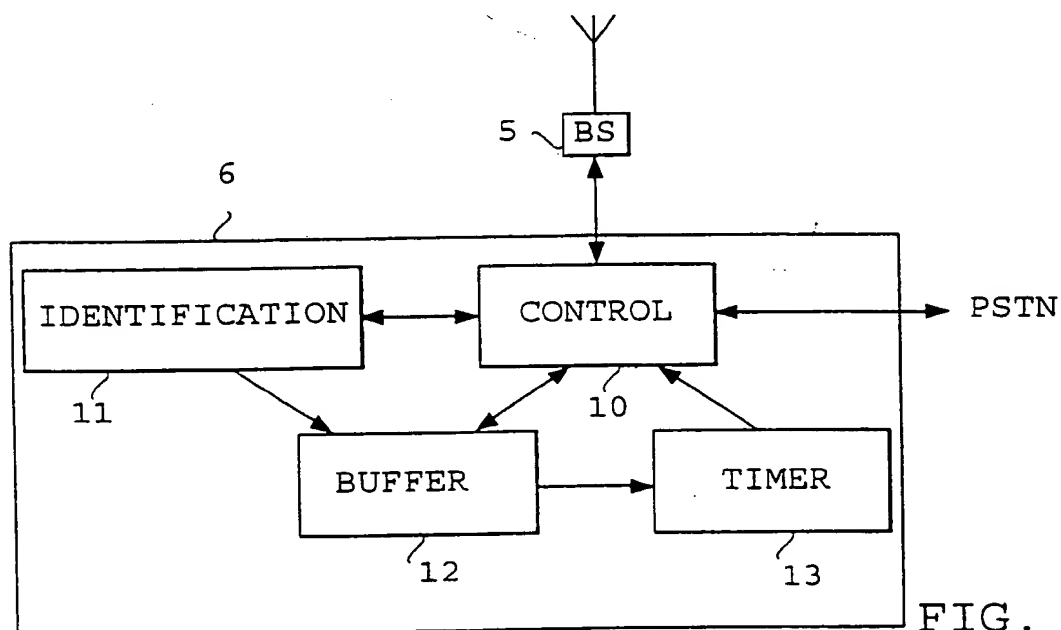 5
BS
6
IDENTIFICATION
CONTROL
PSTN
11
10
BUFFER
TIMER
12
13
FIG.